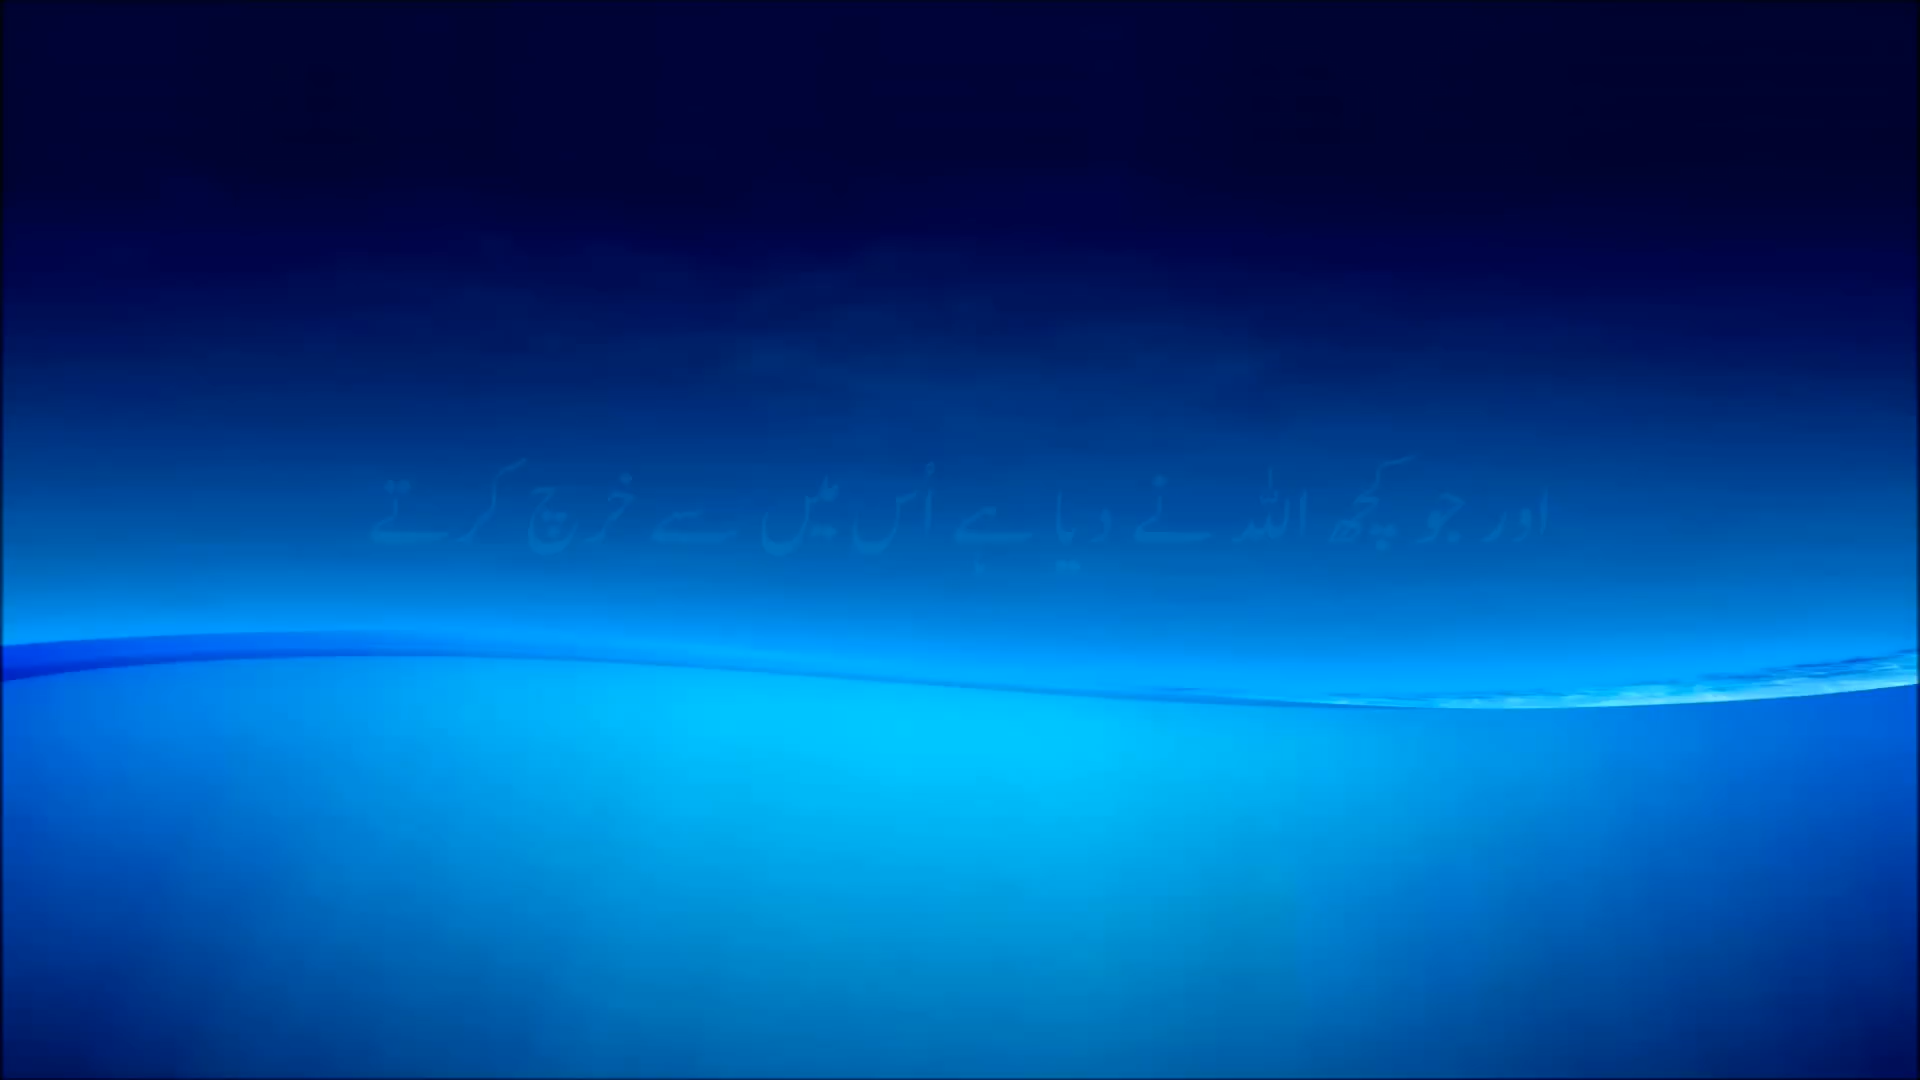 اور جو کچھ اللہ نے دیا ہے اُس میں سے خرچ کرتے